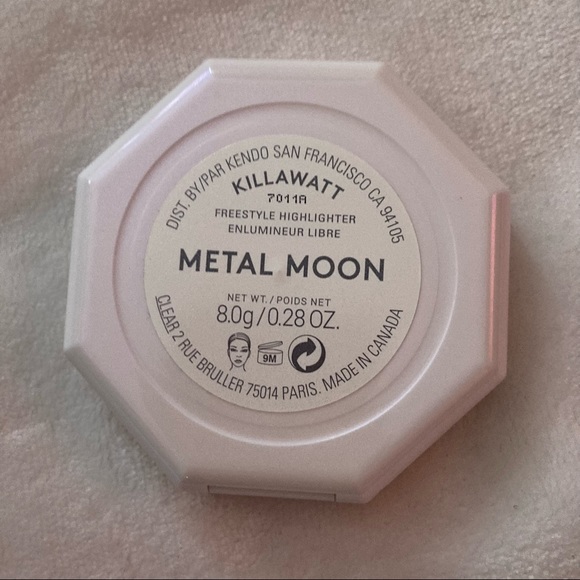 DIST. BY/PAR KENDO SAN FRANCISCO CA 94105
KILLAWATT
7011A
FREESTYLE HIGHLIGHTER
ENLUMINEUR LIBRE
METAL MOON
NET WT. / POIDS NET
8.0g/0.28 OZ.
9M
CLEAR 2 RUE BRULLER 75014 PARIS. MADE IN CANADA